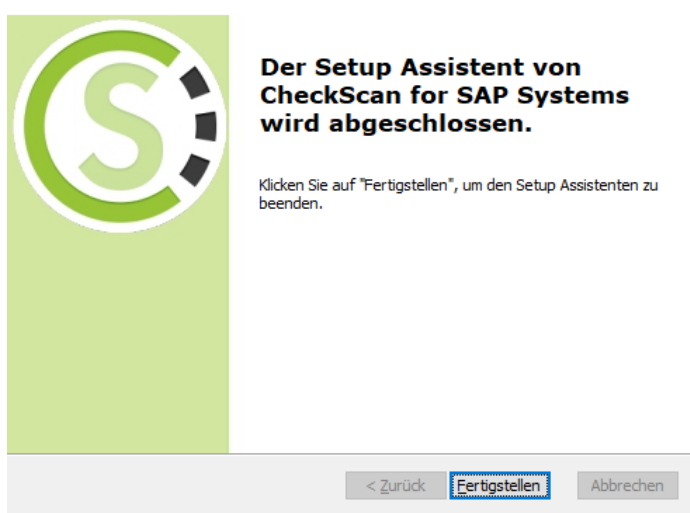 Der Setup Assistent von
CheckScan for SAP Systems
wird abgeschlossen.
Klicken Sie auf "Fertigstellen", um den Setup Assistenten zu
beenden.
< Zurück Fertigstellen Abbrechen